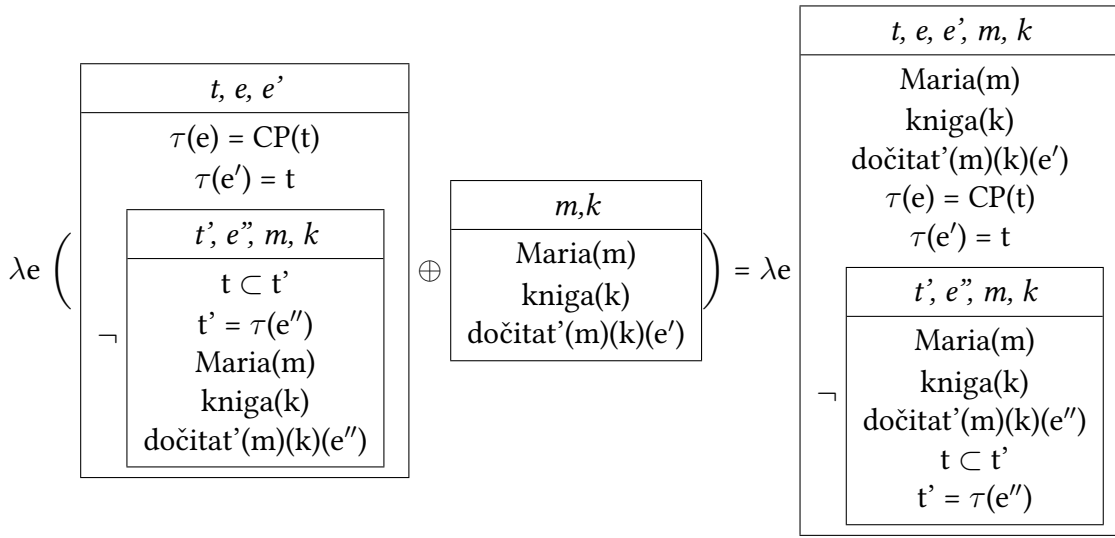 λe ( t, e, e’
τ(e) = CP(t)
τ(e′) = t
¬ t’, e”, m, k
t ⊂ t’
t’ = τ(e′′)
Maria(m)
kniga(k)
dočitat’(m)(k)(e′′)
⊕ m,k
Maria(m)
kniga(k)
dočitat’(m)(k)(e′)
) = λe t, e, e’, m, k
Maria(m)
kniga(k)
dočitat’(m)(k)(e′)
τ(e) = CP(t)
τ(e′) = t
¬ t’, e”, m, k
Maria(m)
kniga(k)
dočitat’(m)(k)(e′′)
t ⊂ t’
t’ = τ(e′′)